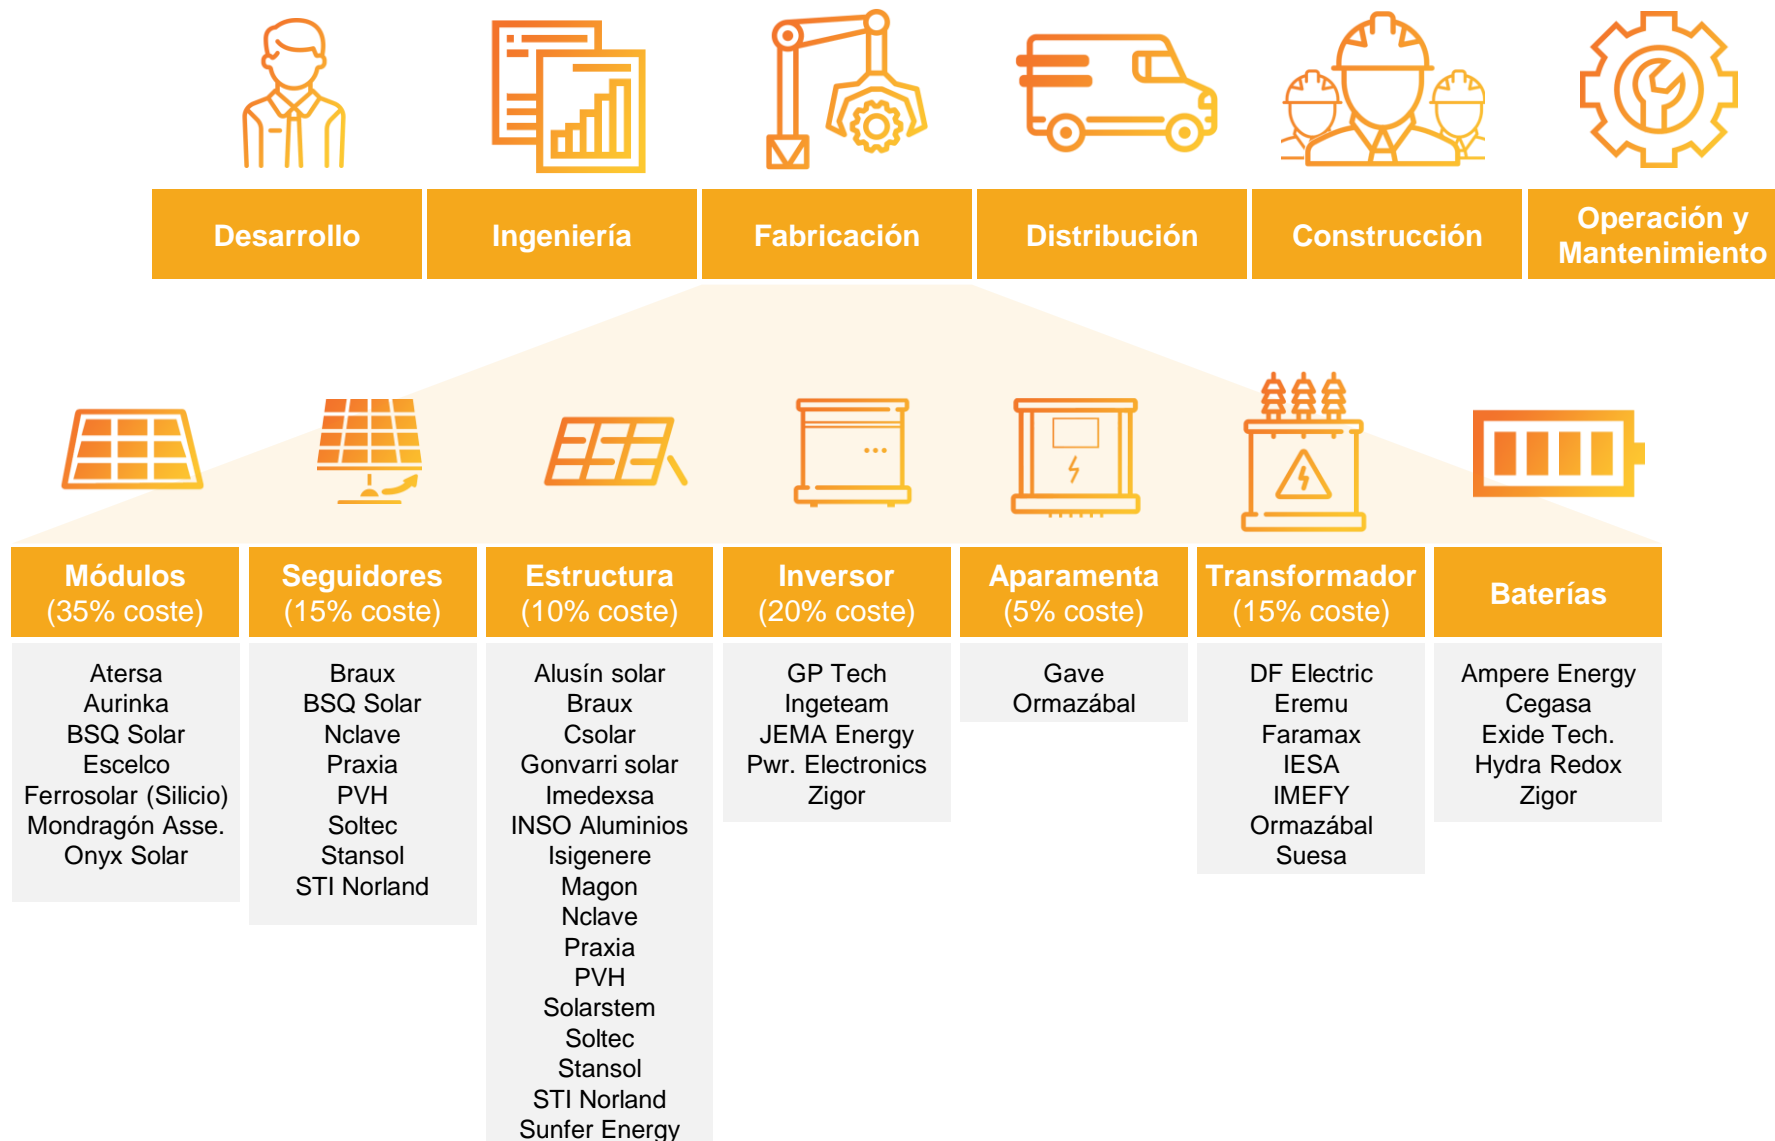 Desarrollo
Ingeniería
Fabricación
Distribución
Construcción
Operación y
Mantenimiento
Módulos
(35% coste)
Seguidores
(15% coste)
Estructura
(10% coste)
Inversor
(20% coste)
Aparamenta
(5% coste)
Transformador
(15% coste)
Baterías
Atersa
Aurinka
BSQ Solar
Escelco
Ferrosolar (Silicio)
Mondragón Asse.
Onyx Solar
Braux
BSQ Solar
Nclave
Praxia
PVH
Soltec
Stansol
STI Norland
Alusín solar
Braux
Csolar
Gonvarri solar
Imedexsa
INSO Aluminios
Isigenere
Magon
Nclave
Praxia
PVH
Solarstem
Soltec
Stansol
STI Norland
Sunfer Energy
GP Tech
Ingeteam
JEMA Energy
Pwr. Electronics
Zigor
Gave
Ormazábal
DF Electric
Eremu
Faramax
IESA
IMEFY
Ormazábal
Suesa
Ampere Energy
Cegasa
Exide Tech.
Hydra Redox
Zigor